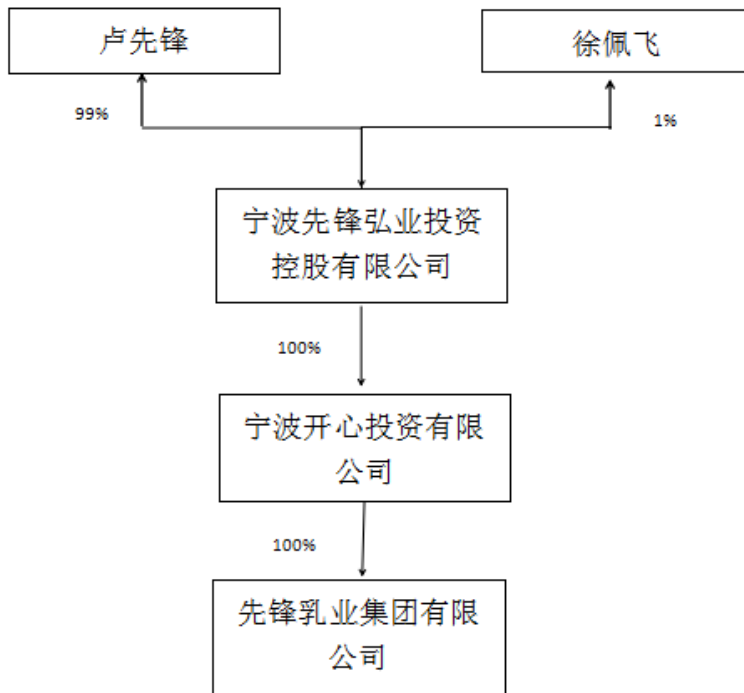 卢先锋
徐佩飞
99%
1%
宁波先锋弘业投资
控股有限公司
100%
宁波开心投资有限
公司
100%
先锋乳业集团有限
公司